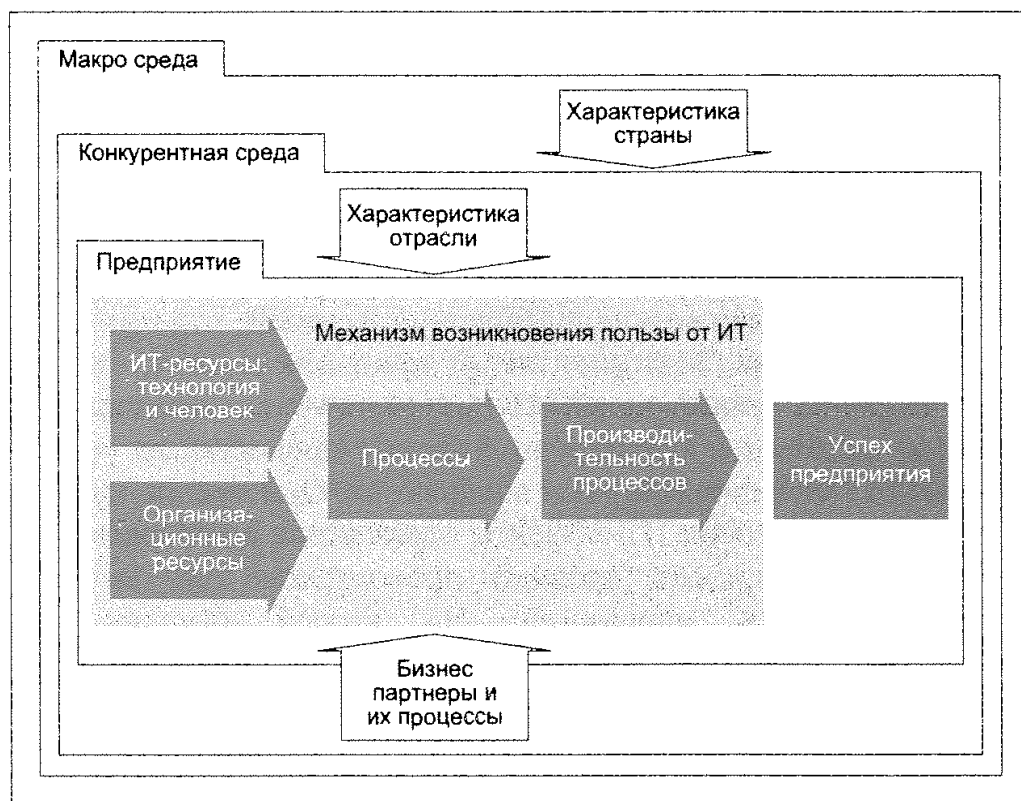 Макро среда
Характеристика
страны
Конкурентная среда
Характеристика
отрасли
Предприятие
Механизм возникновения пользы от ИТ
ИТ-ресурсы:
технология
и человек
Процессы
Производи-
тельность
процессов
Успех
предприятия
Организа-
ционные
ресурсы
Бизнес
партнеры и
их процессы